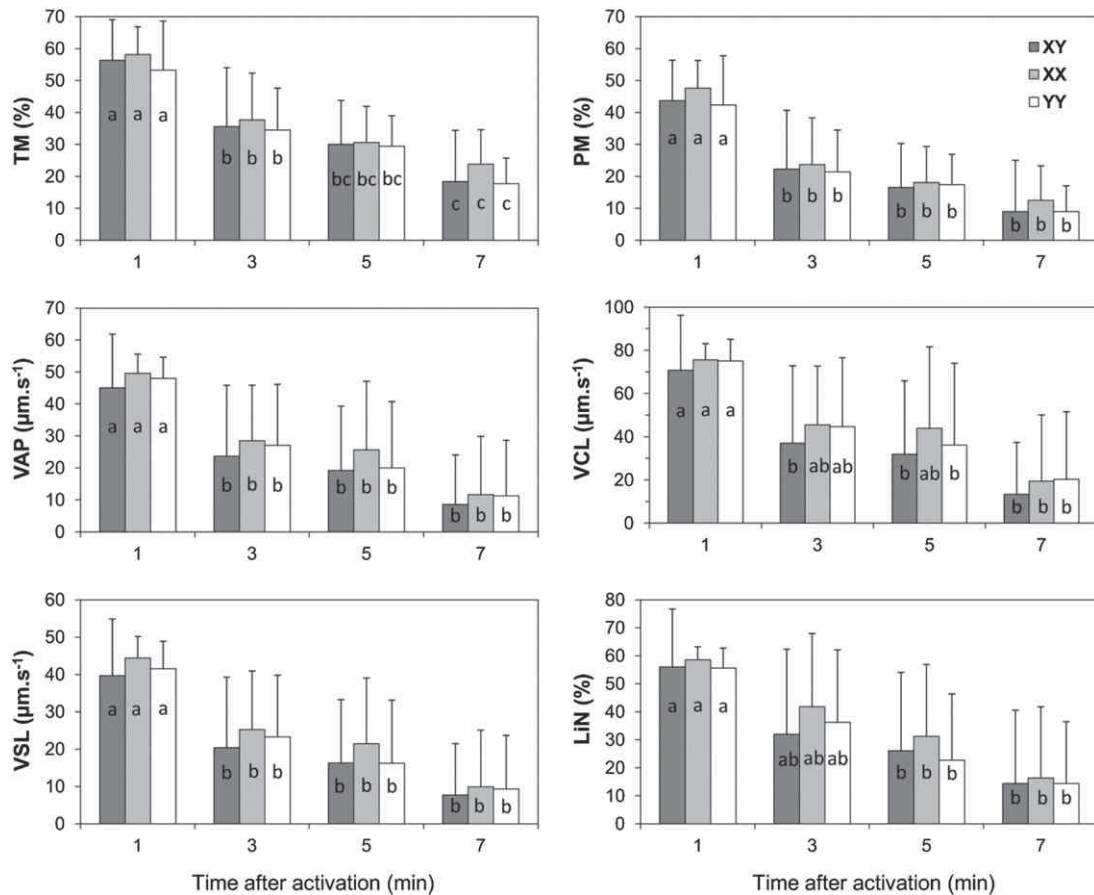 TM (%)
70
60
50
40
30
20
10
0
a a a
b b b
bc bc bc
c c c
1 3 5 7
PM (%)
70
60
50
40
30
20
10
0
XY
XX
YY
a a a
b b b
b b b
b b b
1 3 5 7
VAP (µm.s⁻¹)
70
60
50
40
30
20
10
0
a a a
b b b
b b b
b b b
1 3 5 7
VCL (µm.s⁻¹)
100
80
60
40
20
0
a a a
b ab ab
b ab b
b b b
1 3 5 7
VSL (µm.s⁻¹)
60
50
40
30
20
10
0
a a a
b b b
b b b
b b b
1 3 5 7
Time after activation (min)
LiN (%)
80
70
60
50
40
30
20
10
0
a a a
ab ab ab
b b b
b b b
1 3 5 7
Time after activation (min)